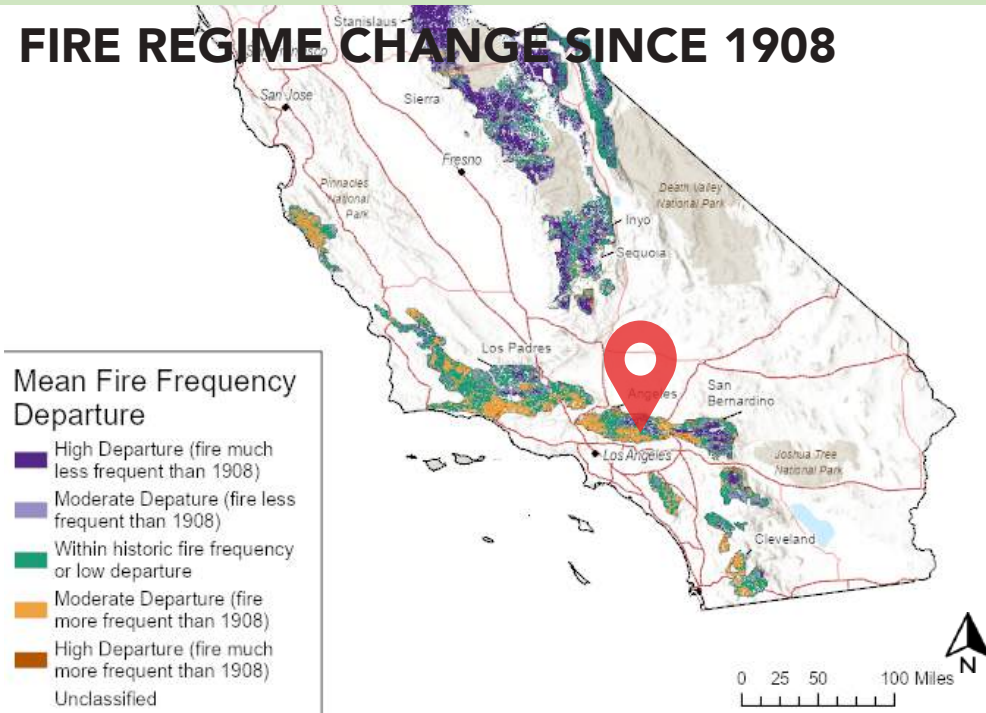 FIRE REGIME CHANGE SINCE 1908
Stanislaus
San Francisco
San Jose
Sierra
Fresno
Pinnacles
National
Park
Death Valley
National Park
Inyo
Sequoia
Los Padres
Angeles
San
Bernardino
Los Angeles
Joshua Tree
National Park
Cleveland
Mean Fire Frequency
Departure
High Departure (fire much
less frequent than 1908)
Moderate Depature (fire less
frequent than 1908)
Within historic fire frequency
or low departure
Moderate Departure (fire
more frequent than 1908)
High Departure (fire much
more frequent than 1908)
Unclassified
N
0 25 50 100 Miles